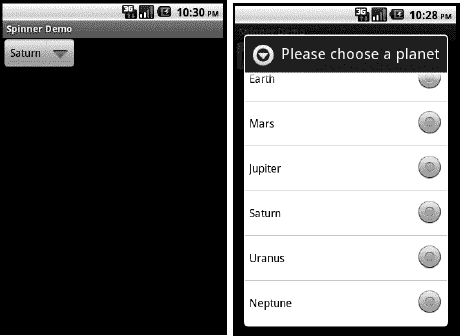 10:30 PM
Spinner Demo
Saturn
10:28 PM
Please choose a planet
Earth
Mars
Jupiter
Saturn
Uranus
Neptune